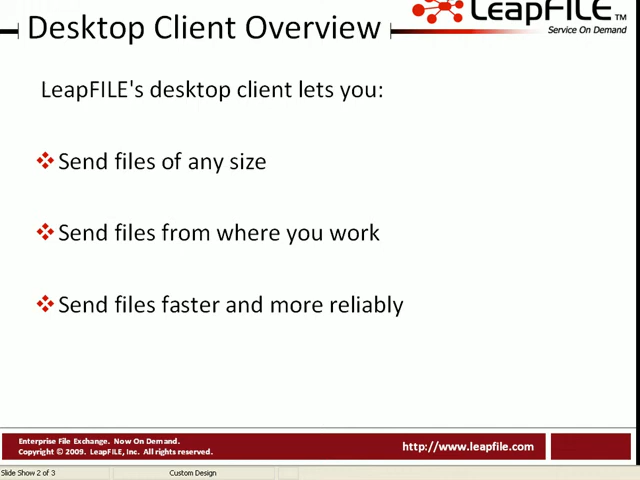 Desktop Client Overview
LeapFILE™
Service On Demand
LeapFILE's desktop client lets you:
Send files of any size
Send files from where you work
Send files faster and more reliably
Enterprise File Exchange. Now On Demand.
Copyright © 2009. LeapFILE, Inc. All rights reserved.
http://www.leapfile.com
Slide Show 2 of 3
Custom Design